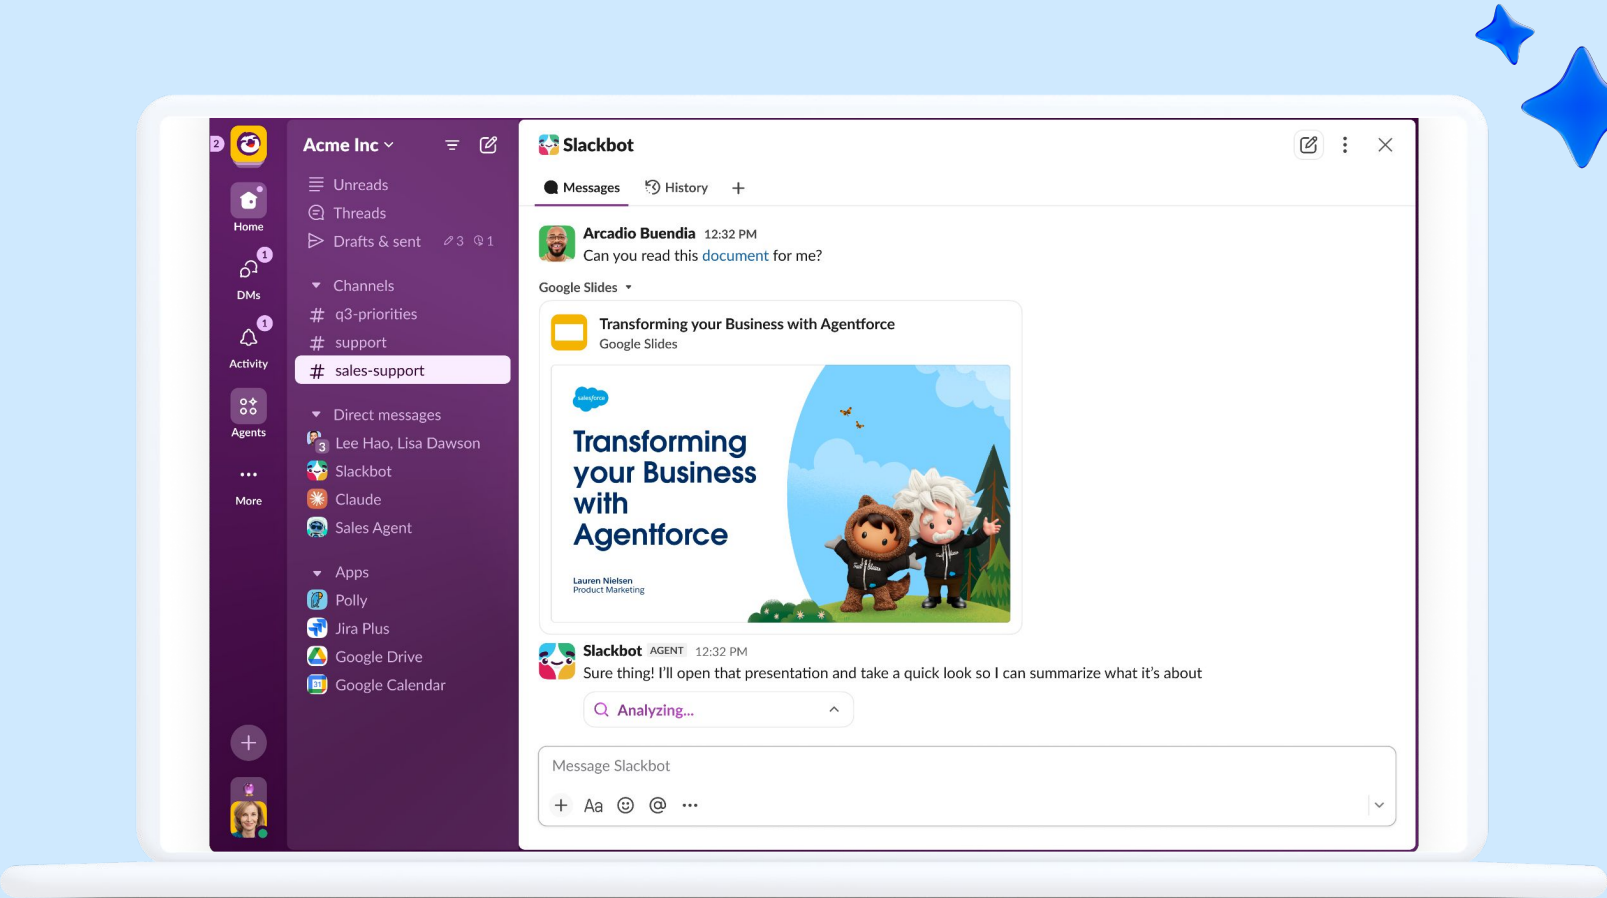 2
Home
1
DMs
1
Activity
Agents
More
Acme Inc
Unreads
Threads
Drafts & sent 3 1
Channels
# q3-priorities
# support
# sales-support
Direct messages
3 Lee Hao, Lisa Dawson
Slackbot
Claude
Sales Agent
Apps
Polly
Jira Plus
Google Drive
31 Google Calendar
Slackbot
Messages History +
Arcadio Buendia 12:32 PM
Can you read this document for me?
Google Slides
Transforming your Business with Agentforce
Google Slides
salesforce
Transforming
your Business
with
Agentforce
Lauren Nielsen
Product Marketing
Slackbot AGENT 12:32 PM
Sure thing! I’ll open that presentation and take a quick look so I can summarize what it’s about
Analyzing...
Message Slackbot
+ Aa @ ...